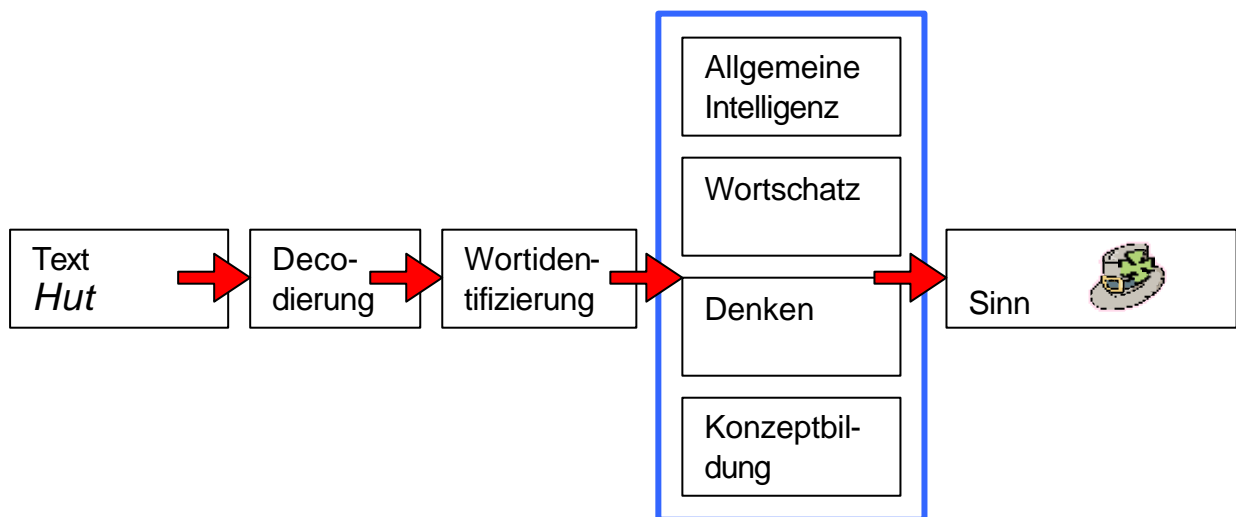 Text
Hut
Deco-
dierung
Wortiden-
tifizierung
Allgemeine
Intelligenz
Wortschatz
Denken
Konzeptbil-
dung
Sinn